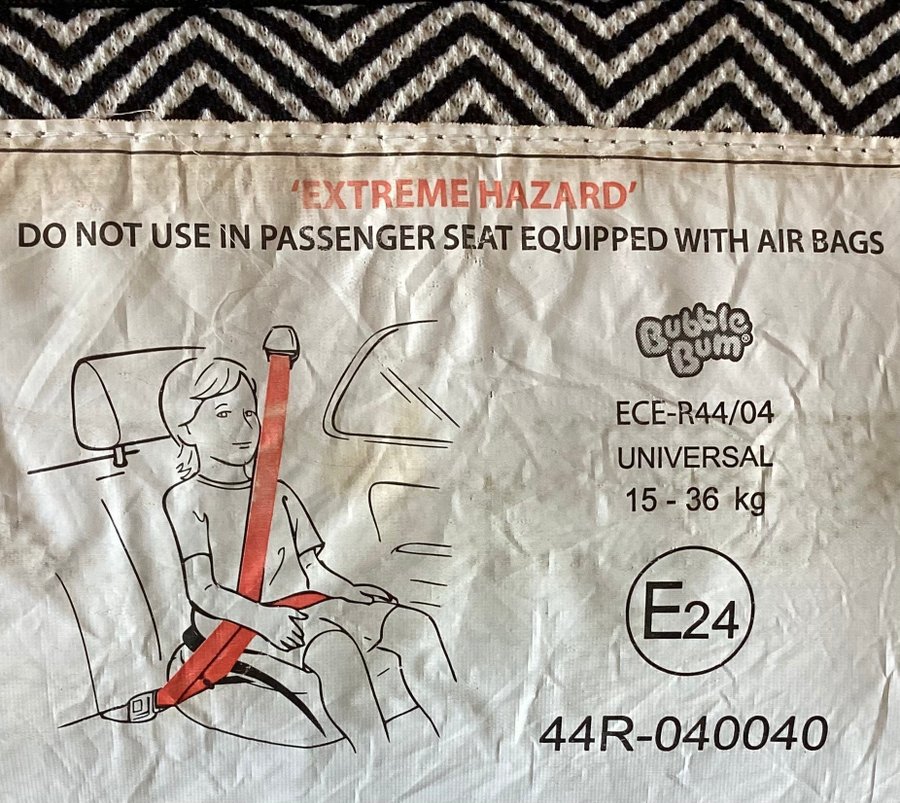 'EXTREME HAZARD'
DO NOT USE IN PASSENGER SEAT EQUIPPED WITH AIR BAGS
Bubble
Bum®
ECE-R44/04
UNIVERSAL
15 - 36 kg
E24
44R-040040